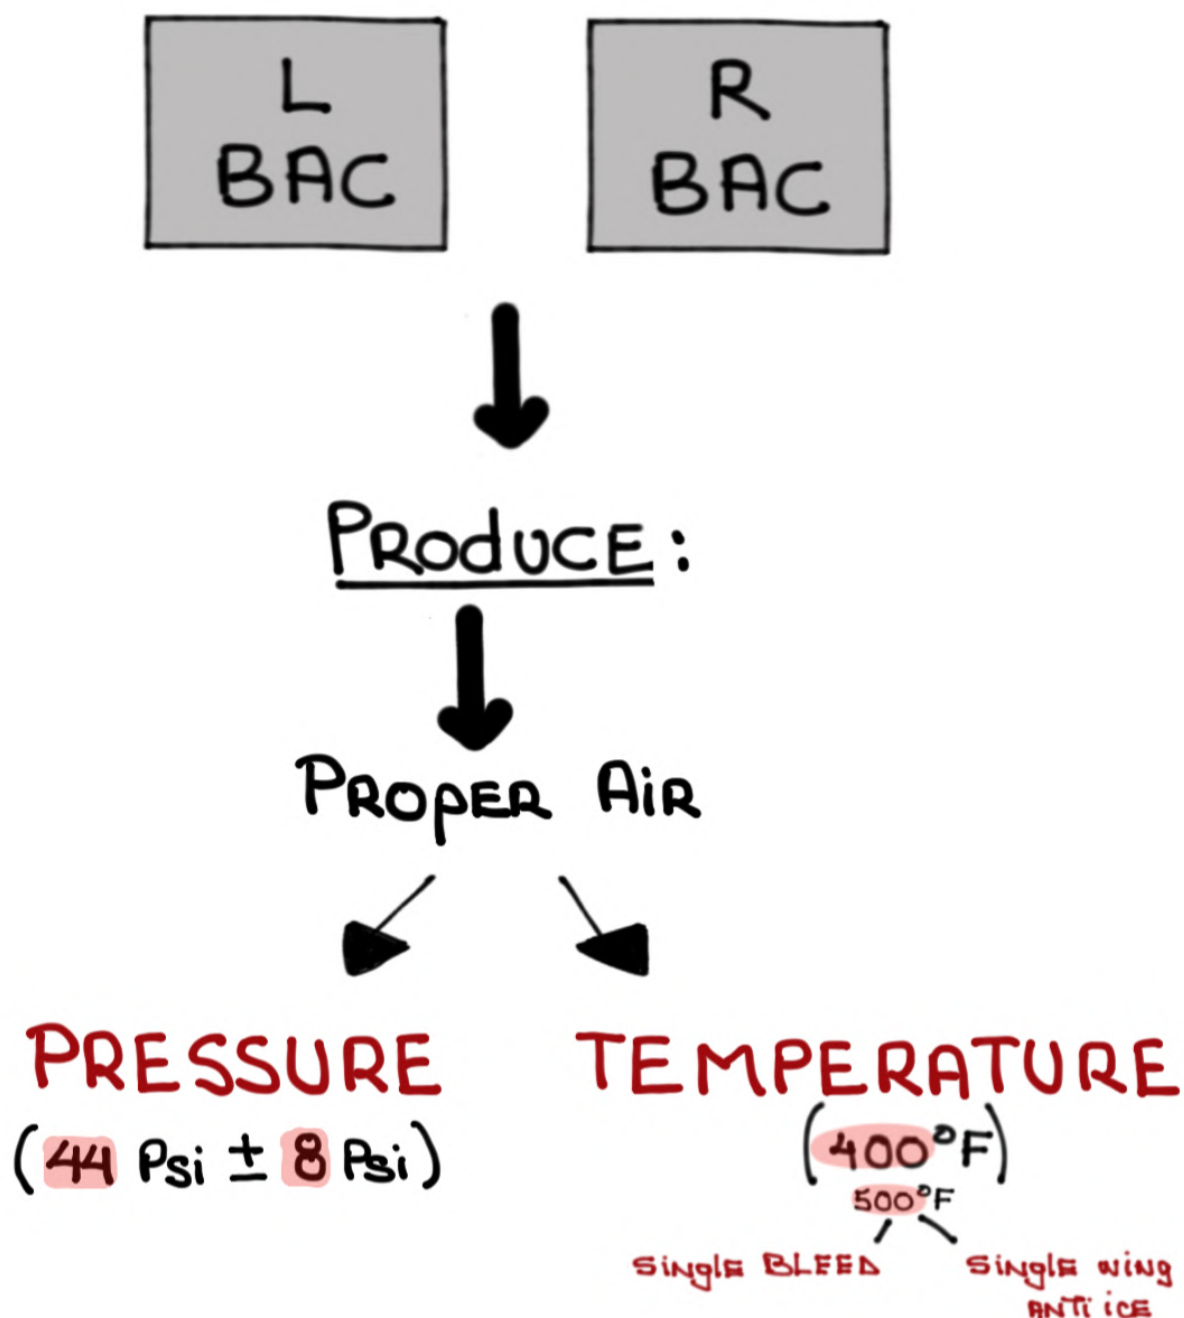 L
BAC
R
BAC
PRODUCE:
PROPER AIR
PRESSURE
(44 Psi ± 8 Psi)
TEMPERATURE
(400°F)
500°F
SinglE BLEED
SinglE wing
ANTi iCE